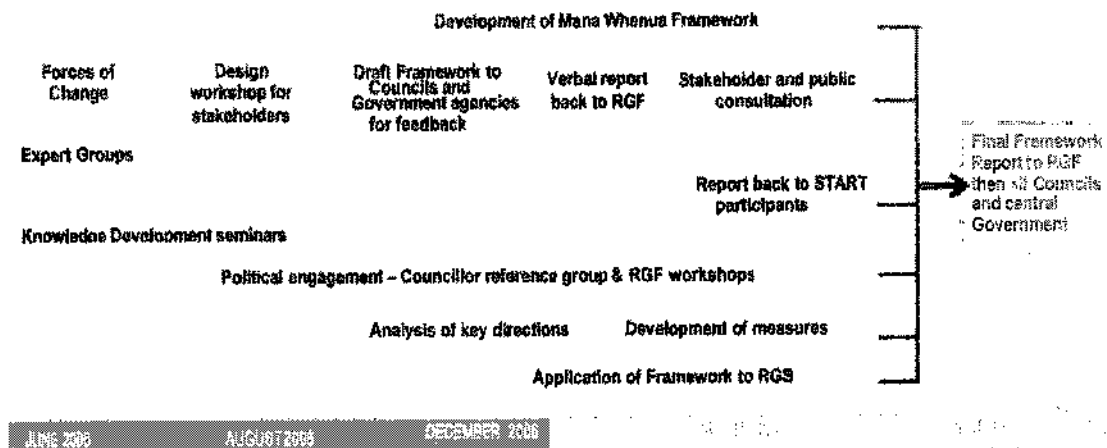 Development of Mana Whenua Framework
Forces of
Change
Design
workshop for
stakeholders
Draft Framework to
Councils and
Government agencies
for feedback
Verbal report
back to RGF
Stakeholder and public
consultation
Expert Groups
Report back to START
participants
Final Framework
Report to RGF
then all Councils
and central
Government
Knowledge Development seminars
Political engagement – Councillor reference group & RGF workshops
Analysis of key directions
Development of measures
Application of Framework to RGS
JUNE 2006
AUGUST 2006
DECEMBER 2006